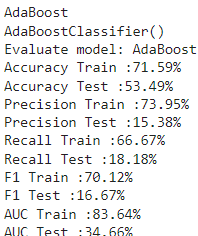 AdaBoost
AdaBoostClassifier()
Evaluate model: AdaBoost
Accuracy Train :71.59%
Accuracy Test :53.49%
Precision Train :73.95%
Precision Test :15.38%
Recall Train :66.67%
Recall Test :18.18%
F1 Train :70.12%
F1 Test :16.67%
AUC Train :83.64%
AUC Test :34.66%